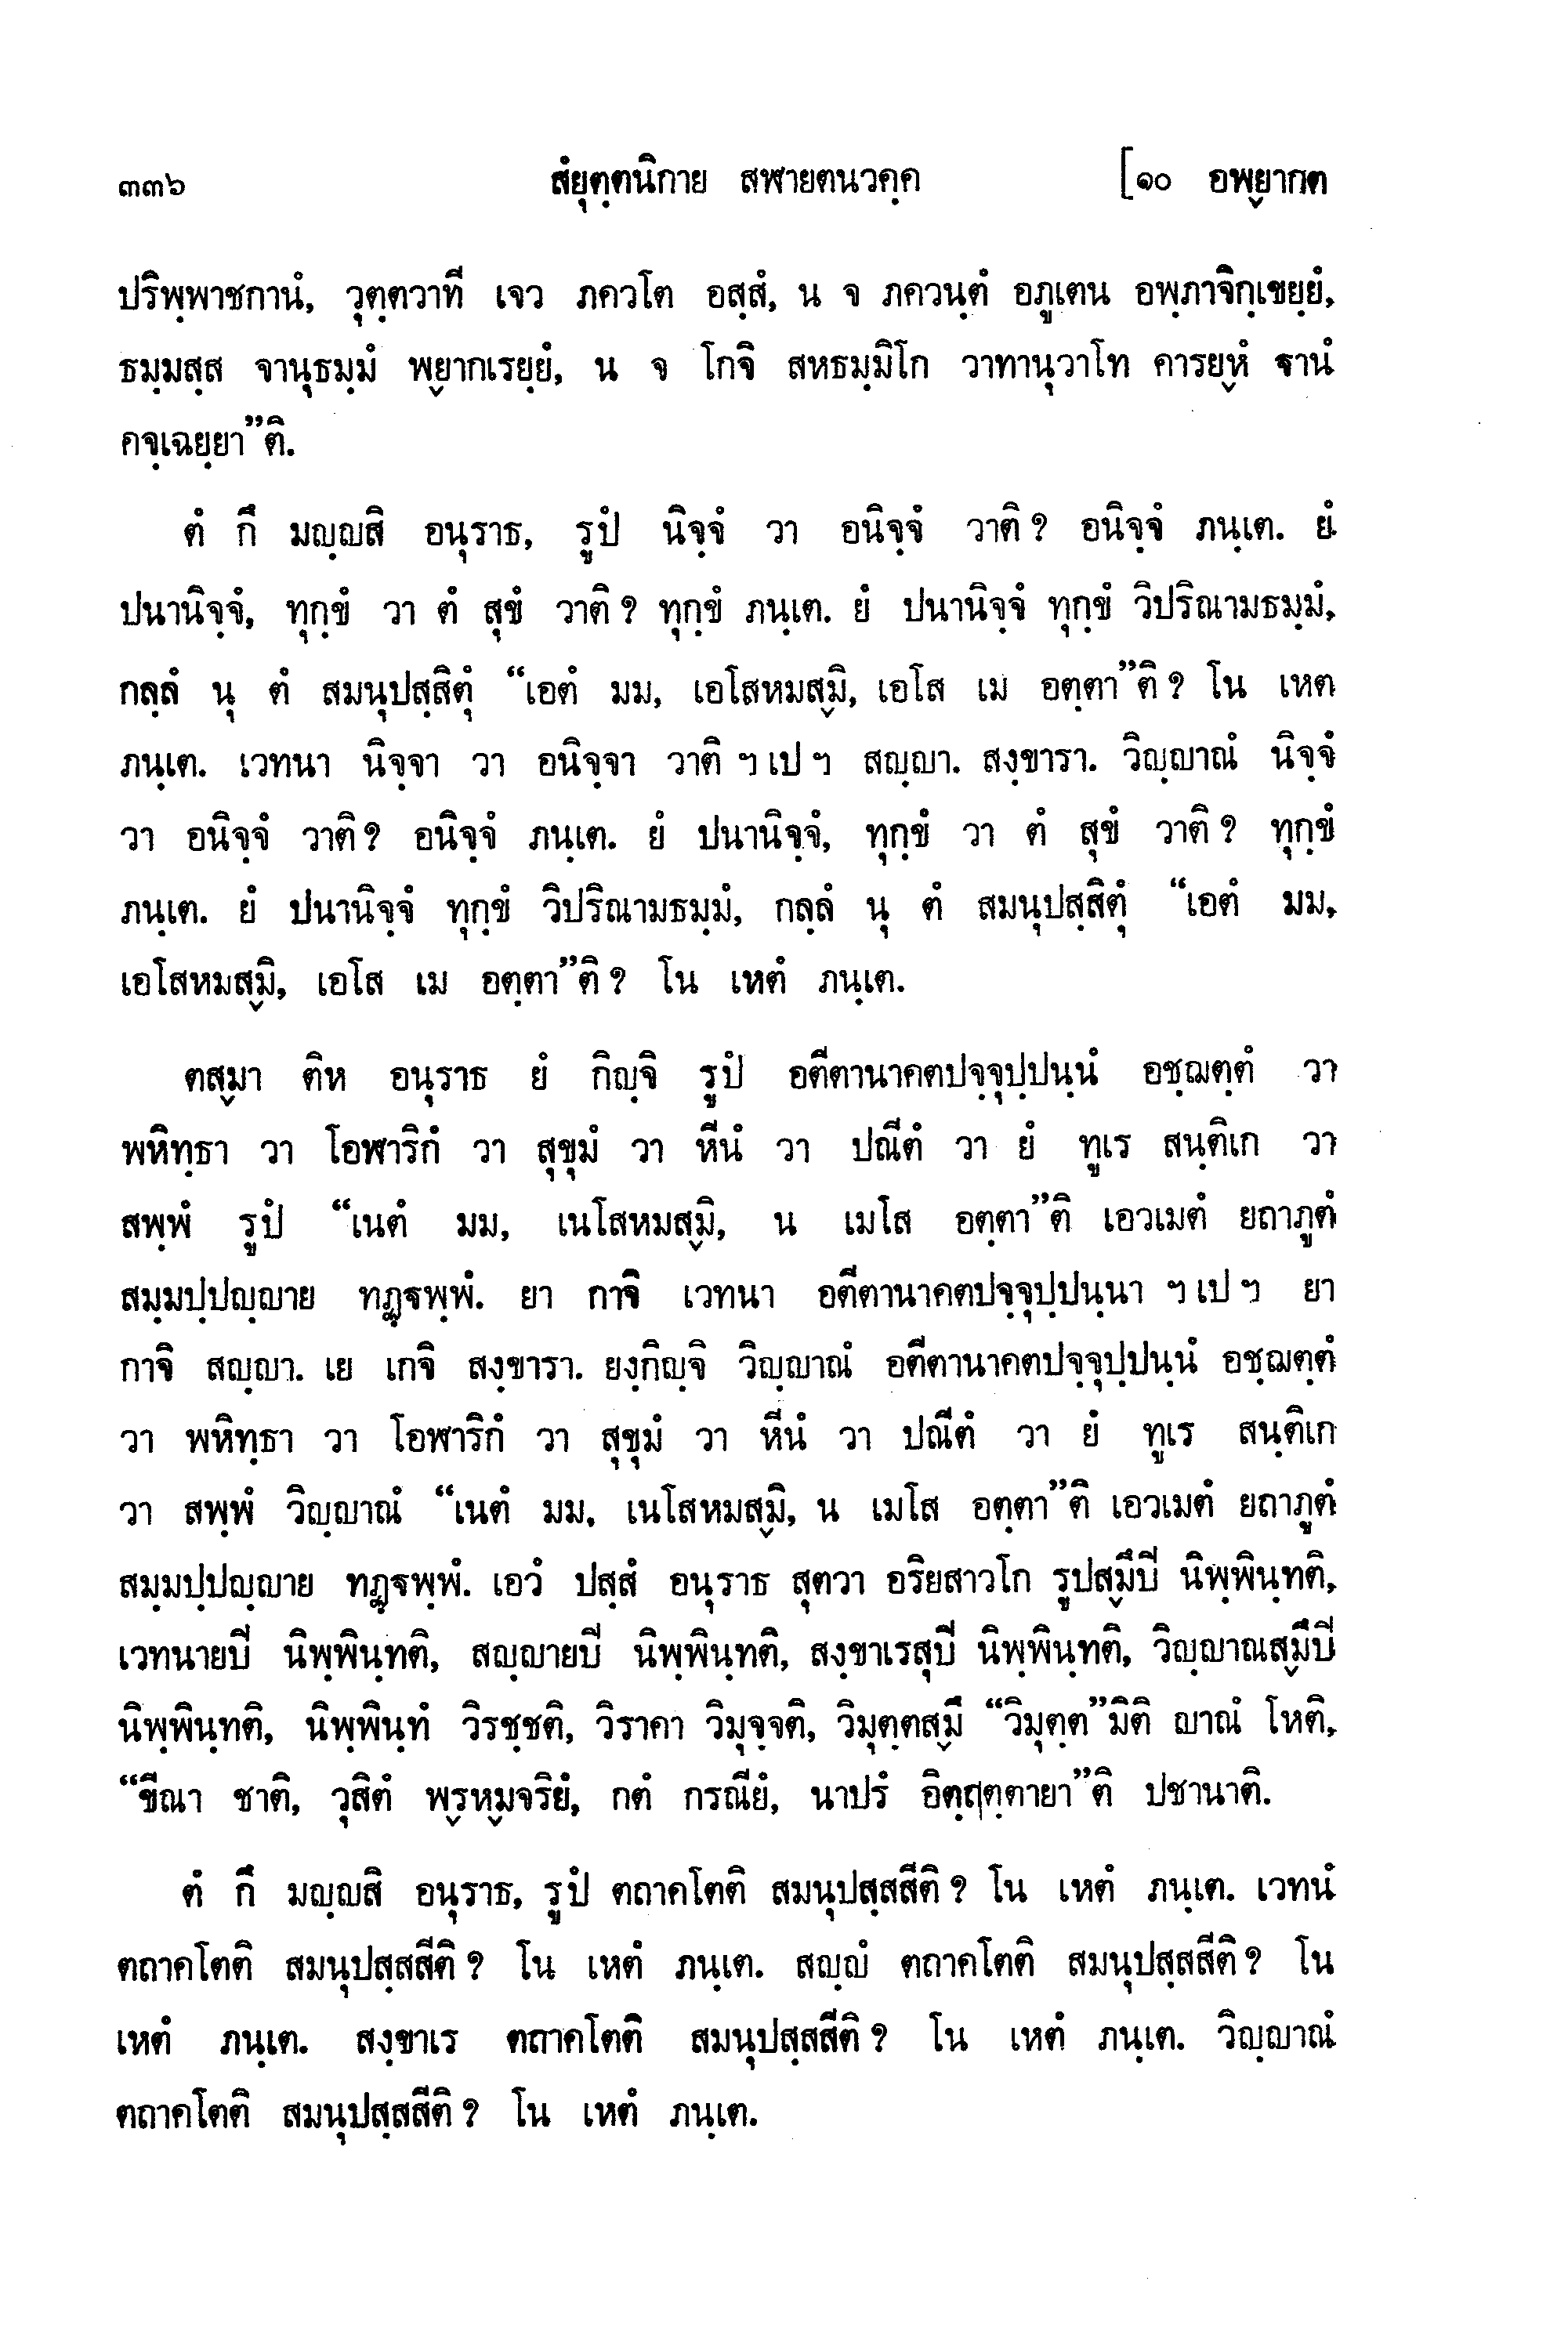 ๓๓๖ สํยุตฺตนิกาย สฬายตนวคฺค [๑๐ อพฺยากต
ปริพฺพาชกานํ, วุตฺตวาที เจว ภควโต อสฺสํ, น จ ภควนฺตํ อภูเตน อพฺภาจิกฺเขยฺยํ,
ธมฺมสฺส จานุธมฺมํ พฺยากเรยฺยํ, น จ โกจิ สหธมฺมิโก วาทานุวาโท คารยฺหํ ฐานํ
คจฺเฉยฺยา”ติ.
ตํ กึ มญฺญสิ อนุราธ, รูปํ นิจฺจํ วา อนิจฺจํ วาติ? อนิจฺจํ ภนฺเต. ยํ
ปนานิจฺจํ, ทุกฺขํ วา ตํ สุขํ วาติ? ทุกฺขํ ภนฺเต. ยํ ปนานิจฺจํ ทุกฺขํ วิปริณามธมฺมํ,
กลฺลํ นุ ตํ สมนุปสฺสิตุํ “เอตํ มม, เอโสหมสฺมิ, เอโส เม อตฺตา”ติ? โน เหต
ภนฺเต. เวทนา นิจฺจา วา อนิจฺจา วาติ ฯ เป ฯ สญฺญา. สงฺขารา. วิญฺญาณํ นิจฺจํ
วา อนิจฺจํ วาติ? อนิจฺจํ ภนฺเต. ยํ ปนานิจฺจํ, ทุกฺขํ วา ตํ สุขํ วาติ? ทุกฺขํ
ภนฺเต. ยํ ปนานิจฺจํ ทุกฺขํ วิปริณามธมฺมํ, กลฺลํ นุ ตํ สมนุปสฺสิตุํ “เอตํ มม,
เอโสหมสฺมิ, เอโส เม อตฺตา”ติ? โน เหตํ ภนฺเต.
ตสฺมา ติห อนุราธ ยํ กิญฺจิ รูปํ อตีตานาคตปจฺจุปฺปนฺนํ อชฺฌตฺตํ วา
พหิทฺธา วา โอฬาริกํ วา สุขุมํ วา หีนํ วา ปณีตํ วา ยํ ทูเร สนฺติเก วา
สพฺพํ รูปํ “เนตํ มม, เนโสหมสฺมิ, น เมโส อตฺตา”ติ เอวเมตํ ยถาภูตํ
สมฺมปฺปญฺญาย ทฏฺฐพฺพํ. ยา กาจิ เวทนา อตีตานาคตปจฺจุปฺปนฺนา ฯ เป ฯ ยา
กาจิ สญฺญา. เย เกจิ สงฺขารา. ยงฺกิญฺจิ วิญฺญาณํ อตีตานาคตปจฺจุปฺปนฺนํ อชฺฌตฺตํ
วา พหิทฺธา วา โอฬาริกํ วา สุขุมํ วา หีนํ วา ปณีตํ วา ยํ ทูเร สนฺติเก
วา สพฺพํ วิญฺญาณํ “เนตํ มม, เนโสหมสฺมิ, น เมโส อตฺตา”ติ เอวเมตํ ยถาภูตํ
สมฺมปฺปญฺญาย ทฏฺฐพฺพํ. เอวํ ปสฺสํ อนุราธ สุตวา อริยสาวโก รูปสฺมึปิ นิพฺพินฺทติ,
เวทนายปิ นิพฺพินฺทติ, สญฺญายปิ นิพฺพินฺทติ, สงฺขาเรสุปิ นิพฺพินฺทติ, วิญฺญาณสฺมึปิ
นิพฺพินฺทติ, นิพฺพินฺทํ วิรชฺชติ, วิราคา วิมุจฺจติ, วิมุตฺตสฺมึ “วิมุตฺต”มิติ ญาณํ โหติ,
“ขีณา ชาติ, วุสิตํ พฺรหฺมจริยํ, กตํ กรณียํ, นาปรํ อิตฺถตฺตายา”ติ ปชานาติ.
ตํ กึ มญฺญสิ อนุราธ, รูปํ ตถาคโตติ สมนุปสฺสสีติ? โน เหตํ ภนฺเต. เวทนํ
ตถาคโตติ สมนุปสฺสสีติ? โน เหตํ ภนฺเต. สญฺญํ ตถาคโตติ สมนุปสฺสสีติ? โน
เหตํ ภนฺเต. สงฺขาเร ตถาคโตติ สมนุปสฺสสีติ? โน เหตํ ภนฺเต. วิญฺญาณํ
ตถาคโตติ สมนุปสฺสสีติ? โน เหตํ ภนฺเต.